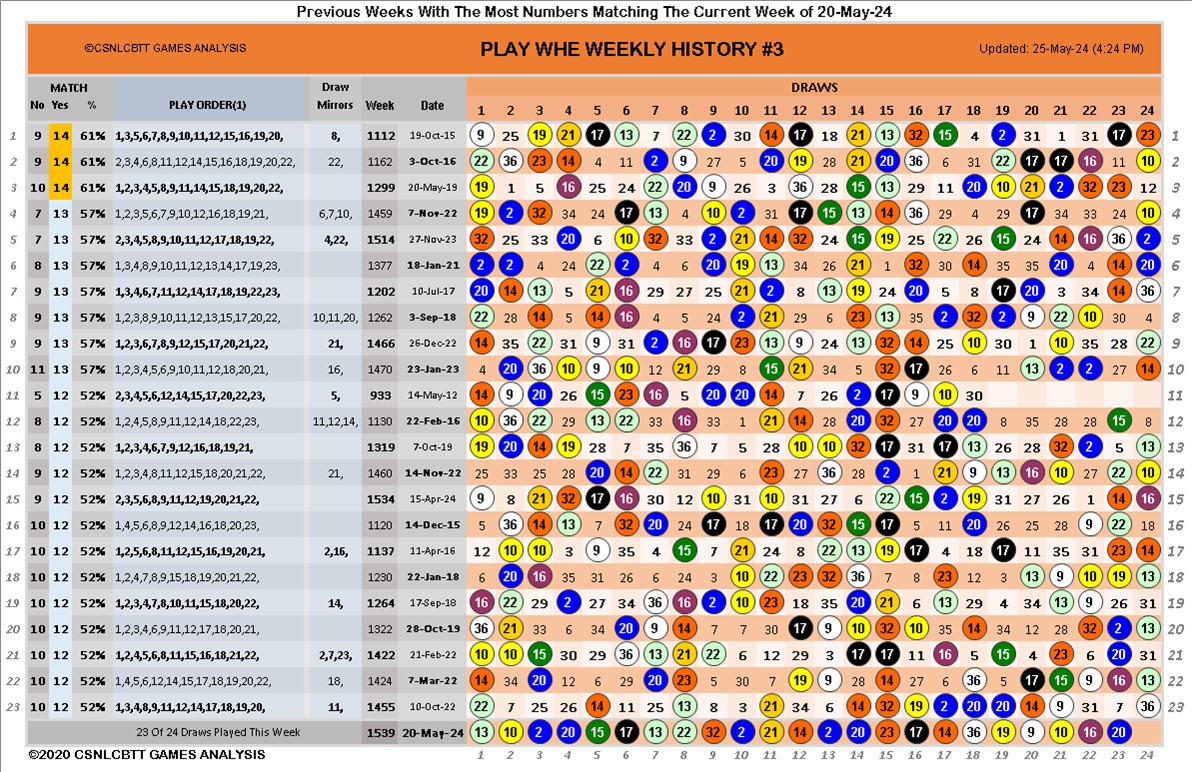 Previous Weeks With The Most Numbers Matching The Current Week of 20-May-24
©CSNLCBTT GAMES ANALYSIS PLAY WHE WEEKLY HISTORY #3 Updated: 25-May-24 (4:24 PM)
MATCH Draw DRAWS
No Yes % PLAY ORDER(1) Mirrors Week Date 1 2 3 4 5 6 7 8 9 10 11 12 13 14 15 16 17 18 19 20 21 22 23 24
1 9 14 61% 1,3,5,6,7,8,9,10,11,12,15,16,19,20, 8, 1112 19-Oct-15 9 25 19 21 17 13 7 22 2 30 14 17 18 21 13 32 15 4 2 31 1 31 17 23 1
2 9 14 61% 2,3,4,6,8,11,12,14,15,16,18,19,20,22, 22, 1162 3-Oct-16 22 36 23 14 4 11 2 9 27 5 20 19 28 21 20 36 6 31 22 17 17 16 11 10 2
3 10 14 61% 1,2,3,4,5,8,9,11,14,15,18,19,20,22, 1299 20-May-19 19 1 5 16 25 24 22 20 9 26 3 36 28 15 13 29 11 20 10 21 2 32 23 12 3
4 7 13 57% 1,2,3,5,6,7,9,10,12,16,18,19,21, 6,7,10, 1459 7-Nov-22 19 2 32 34 24 17 13 4 10 2 31 17 15 13 14 36 29 4 20 17 34 33 24 10 4
5 7 13 57% 2,3,4,5,8,10,11,12,17,18,19,22, 4,22, 1514 27-Nov-23 32 25 33 20 6 10 32 33 2 21 14 32 24 15 19 25 22 26 15 24 14 16 36 2 5
6 8 13 57% 1,3,4,8,9,10,11,12,13,14,17,19,23, 1377 18-Jan-21 2 2 4 24 22 2 4 6 20 19 13 34 26 21 1 32 30 14 6 35 20 4 14 20 6
7 9 13 57% 1,3,4,6,7,11,12,14,17,18,19,22,23, 1202 10-Jul-17 20 14 13 5 21 16 29 27 25 21 2 8 13 19 24 20 5 8 17 20 3 7 14 36 7
8 9 13 57% 1,2,3,8,9,10,11,12,13,15,17,20,22, 10,11,20, 1262 3-Sep-18 22 28 14 5 14 16 4 5 24 2 21 29 6 23 13 35 2 32 2 9 22 10 30 4 8
9 9 13 57% 1,2,3,6,7,8,9,12,15,17,20,21,22, 21, 1466 26-Dec-22 14 35 22 31 9 31 2 16 17 23 13 9 24 13 32 14 25 10 30 1 10 35 28 22 9
10 11 13 57% 1,2,3,4,5,6,9,10,11,12,18,20,21, 16, 1470 23-Jan-23 4 20 36 10 9 10 12 21 29 8 15 21 34 5 32 17 26 6 11 13 2 2 27 14 10
11 5 12 52% 2,3,4,5,6,12,14,15,17,20,22,23, 5, 933 14-May-12 14 9 20 26 15 23 16 5 20 20 14 7 26 2 17 9 10 30 11
12 8 12 52% 1,2,4,5,8,11,12,14,18,22,23, 11,12,14, 1130 22-Feb-16 10 36 22 29 13 22 33 16 33 1 21 14 28 20 32 27 20 20 8 35 28 28 15 8 12
13 8 12 52% 1,2,3,4,6,7,9,12,16,18,19,21, 1319 7-Oct-19 19 20 14 19 28 7 35 36 7 28 13 10 10 32 17 31 17 13 26 28 32 2 5 13 13
14 9 12 52% 1,2,3,4,8,11,15,16,18,20,21,22, 21, 1460 14-Nov-22 25 33 25 28 20 14 22 31 29 6 23 27 36 28 2 1 21 9 13 16 10 27 22 10 14
15 9 12 52% 2,3,5,6,8,9,11,12,19,20,21,22, 1534 15-Apr-24 9 8 21 32 17 16 30 12 10 31 10 31 27 6 22 15 2 19 31 27 26 1 14 16 15
16 10 12 52% 1,4,5,6,8,9,12,14,16,18,20,23, 1120 14-Dec-15 5 36 14 13 7 32 20 24 17 18 17 20 32 15 17 5 11 20 26 25 28 9 22 18 16
17 10 12 52% 1,2,5,6,8,11,12,15,16,19,20,21, 2,16, 1137 11-Apr-16 12 10 10 3 9 35 4 15 7 21 24 8 22 13 19 17 4 18 17 11 35 31 23 14 17
18 10 12 52% 1,2,4,7,8,9,15,18,19,20,21,22, 1230 22-Jan-18 6 20 16 35 31 26 6 24 3 10 22 23 32 36 7 8 23 12 3 13 9 10 19 13 18
19 10 12 52% 1,2,3,4,7,8,10,11,15,18,20,22, 14, 1264 17-Sep-18 16 22 29 2 27 34 36 16 2 10 23 18 35 20 21 6 13 29 4 34 13 9 26 31 19
20 10 12 52% 1,2,3,4,6,9,11,12,17,18,20,21, 1322 28-Oct-19 36 21 33 6 34 20 9 14 7 7 30 17 9 10 32 10 35 14 34 12 28 32 2 13 20
21 10 12 52% 1,2,4,5,6,8,11,15,16,18,21,22, 2,7,23, 1422 21-Feb-22 10 10 15 30 29 36 13 21 22 6 12 29 3 14 17 11 16 5 15 4 23 6 20 31 21
22 10 12 52% 1,4,5,6,12,14,15,17,18,19,20,22, 18, 1424 7-Mar-22 14 34 20 12 6 29 20 23 5 30 7 19 9 28 14 27 6 36 5 17 15 9 16 13 22
23 10 12 52% 1,3,4,8,9,11,12,14,17,18,19,20, 11, 1455 10-Oct-22 22 7 25 26 14 25 13 8 3 21 34 6 14 32 19 2 20 20 14 9 31 7 36 23
23 Of 24 Draws Played This Week 1539 20-May-24 13 10 2 20 15 17 13 22 32 2 21 14 2 20 23 17 14 36 19 9 10 16 20
©2020 CSNLCBTT GAMES ANALYSIS 1 2 3 4 5 6 7 8 9 10 11 12 13 14 15 16 17 18 19 20 21 22 23 24